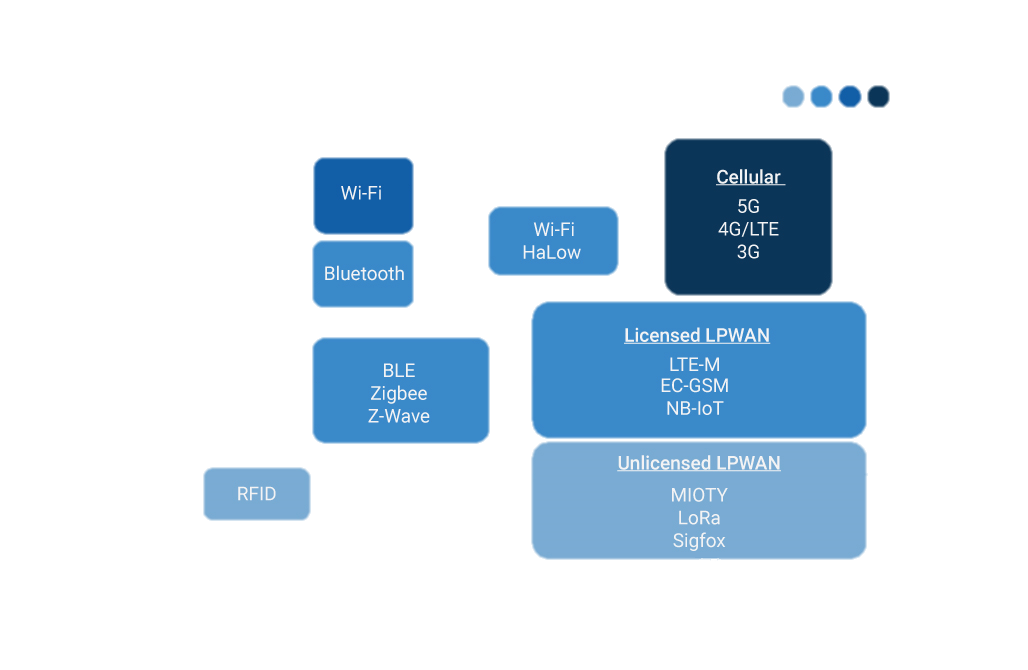 Wi-Fi
Bluetooth
Wi-Fi
HaLow
Cellular
5G
4G/LTE
3G
BLE
Zigbee
Z-Wave
Licensed LPWAN
LTE-M
EC-GSM
NB-IoT
RFID
Unlicensed LPWAN
MIOTY
LoRa
Sigfox